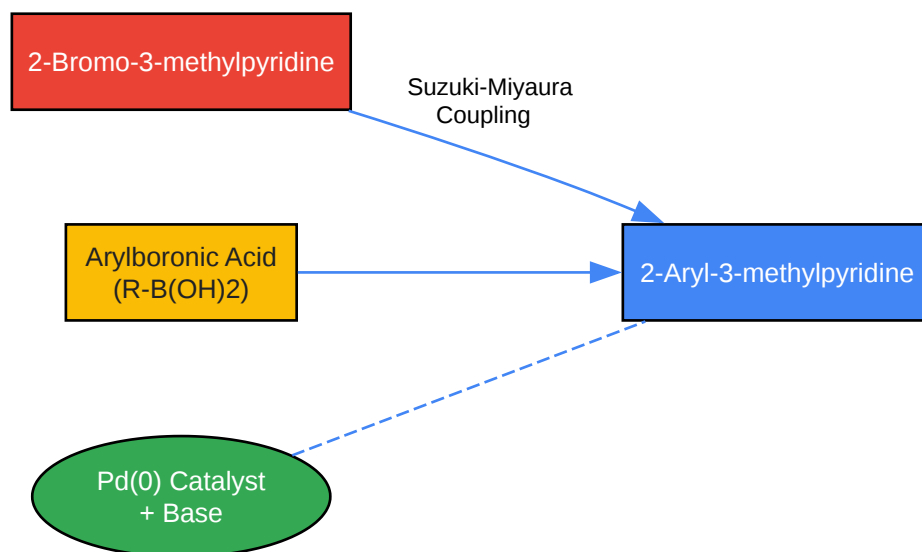 2-Bromo-3-methylpyridine
Suzuki-Miyaura
Coupling
Arylboronic Acid
(R-B(OH)2)
2-Aryl-3-methylpyridine
Pd(0) Catalyst
+ Base